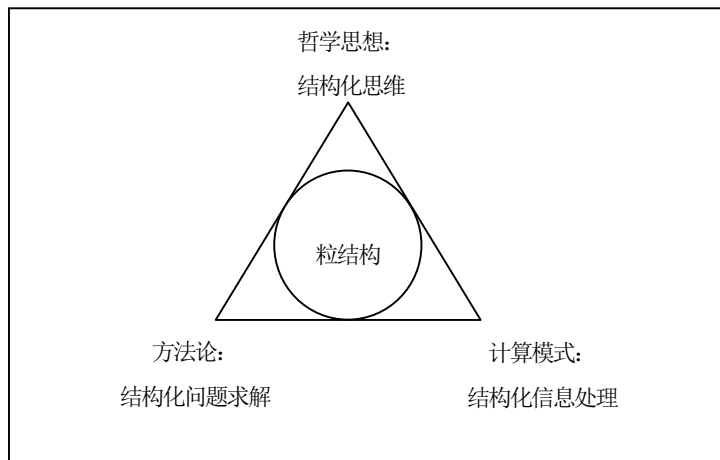 哲学思想:
结构化思维
粒结构
方法论:
计算模式:
结构化问题求解
结构化信息处理